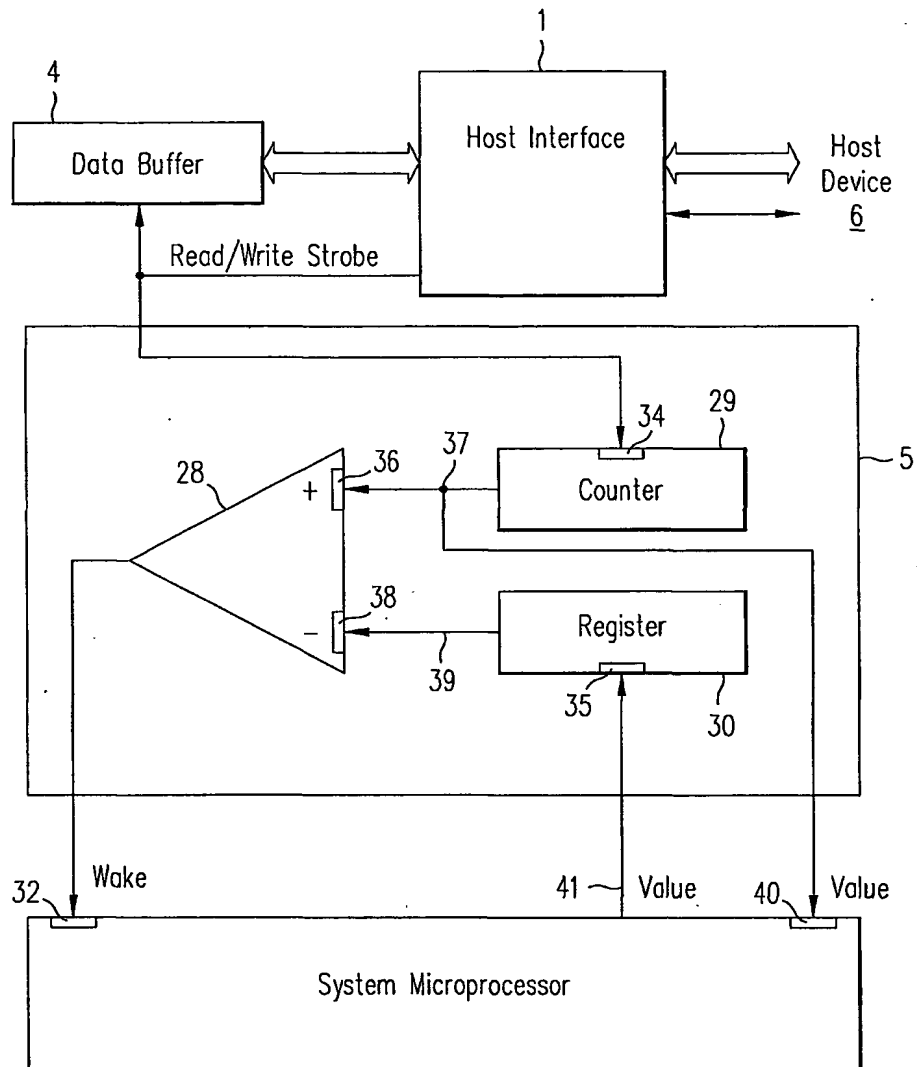 1
4
Host Interface
Data Buffer
Host
Device
6
Read/Write Strobe
29
34
37
5
36
28
+
Counter
38
Register
-
39
35
30
Wake
41
Value
Value
32
40
System Microprocessor